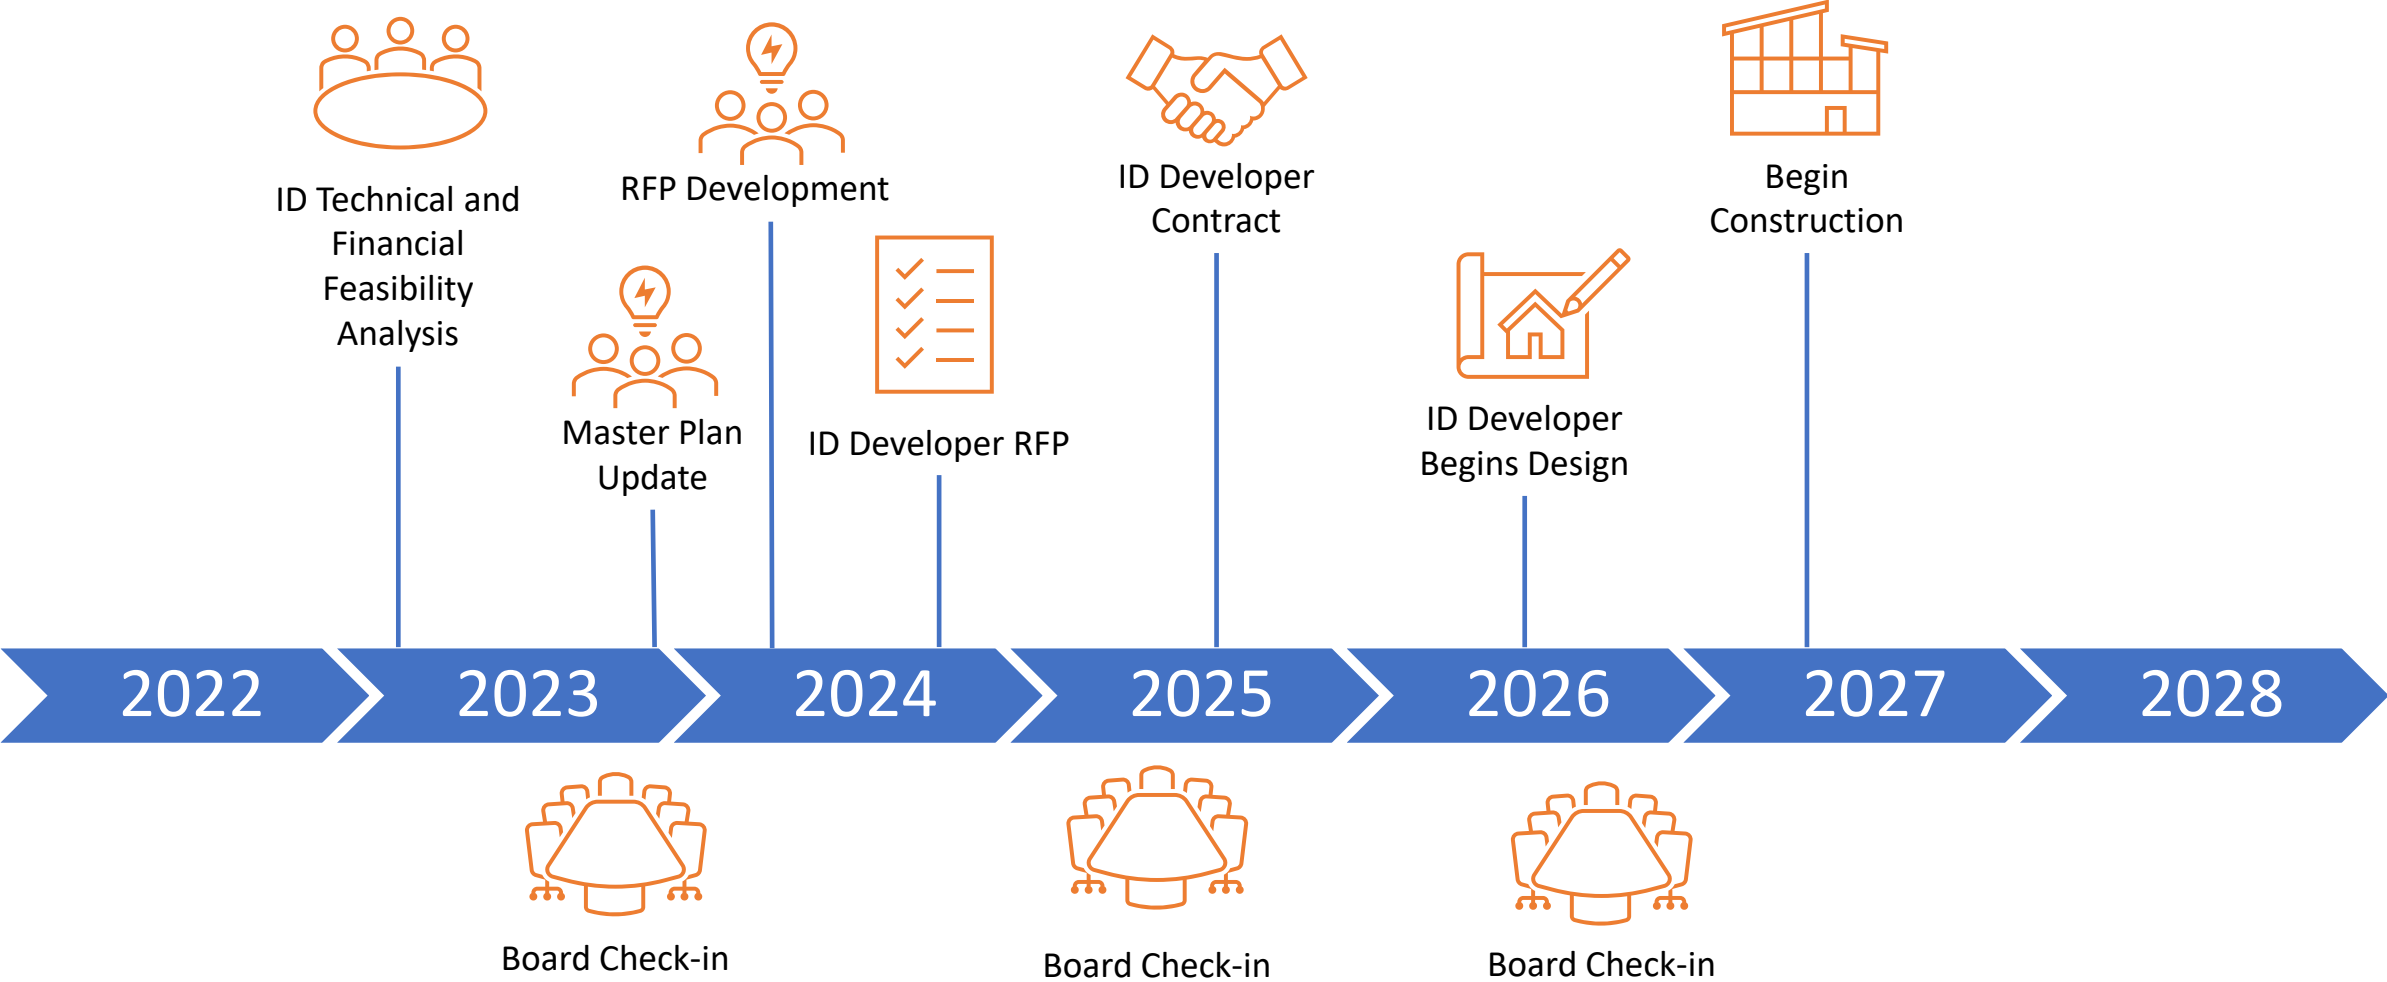 ID Technical and
Financial
Feasibility
Analysis
Master Plan
Update
RFP Development
ID Developer RFP
ID Developer
Contract
ID Developer
Begins Design
Begin
Construction
2022
2023
2024
2025
2026
2027
2028
Board Check-in
Board Check-in
Board Check-in